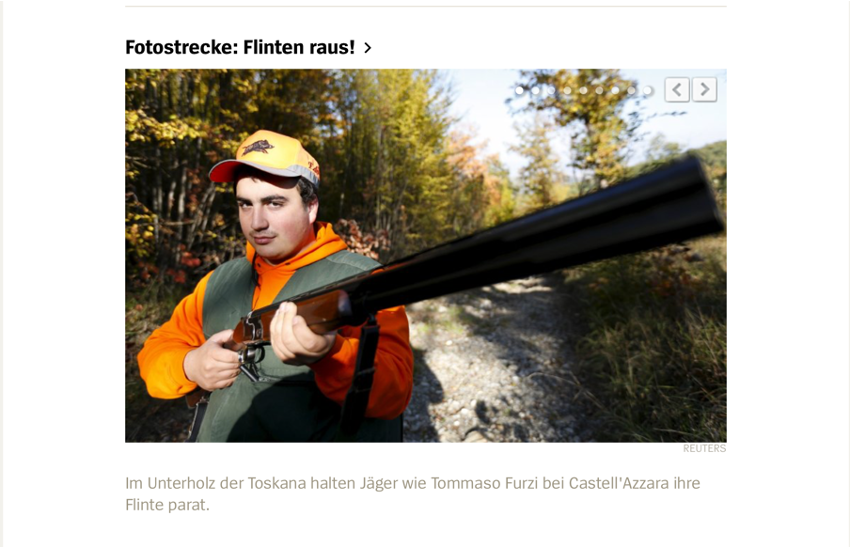 Fotostrecke: Flinten raus!
REUTERS
Im Unterholz der Toskana halten Jäger wie Tommaso Furzi bei Castell'Azzara ihre
Flinte parat.